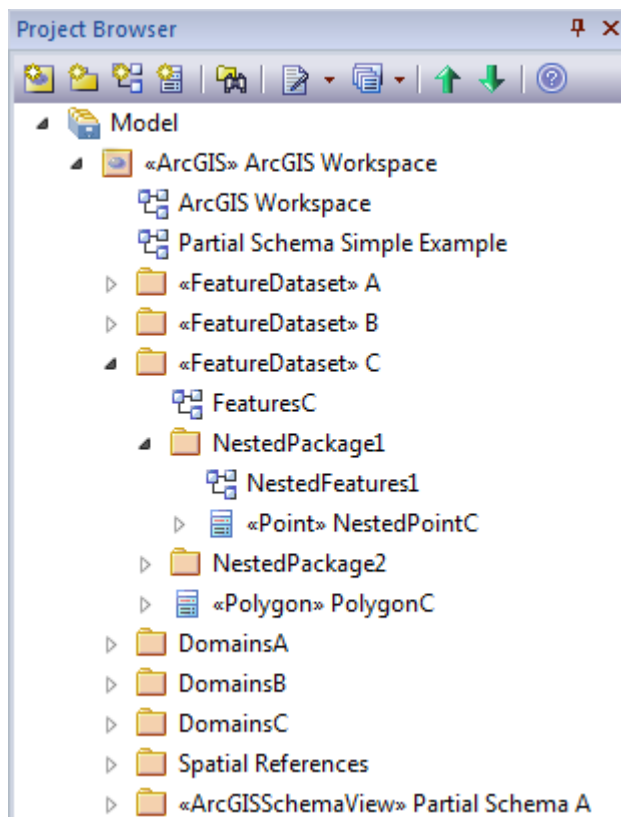 Project Browser
Model
«ArcGIS» ArcGIS Workspace
ArcGIS Workspace
Partial Schema Simple Example
«FeatureDataset» A
«FeatureDataset» B
«FeatureDataset» C
FeaturesC
NestedPackage1
NestedFeatures1
«Point» NestedPointC
NestedPackage2
«Polygon» PolygonC
DomainsA
DomainsB
DomainsC
Spatial References
«ArcGISSchemaView» Partial Schema A